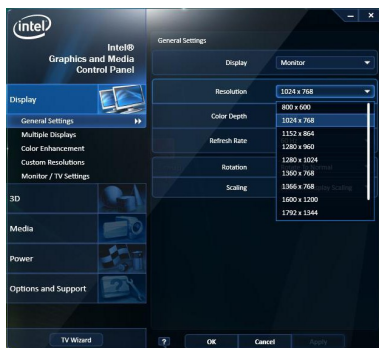 intel
Intel®
Graphics and Media
Control Panel
Display
General Settings
Multiple Displays
Color Enhancement
Custom Resolutions
Monitor / TV Settings
3D
Media
Power
Options and Support
TV Wizard
General Settings
Display
Monitor
Resolution
1024 x 768
Color Depth
Refresh Rate
Rotation
Scaling
800 x 600
1024 x 768
1152 x 864
1280 x 960
1280 x 1024
1360 x 768
1366 x 768
1600 x 1200
1792 x 1344
Display Scaling
?
OK
Cancel
Apply